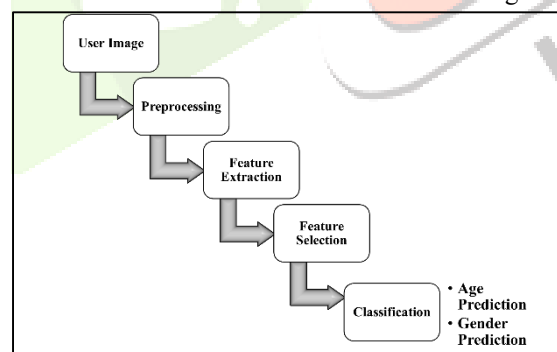 User Image
Preprocessing
Feature
Extraction
Feature
Selection
Classification
• Age
Prediction
• Gender
Prediction